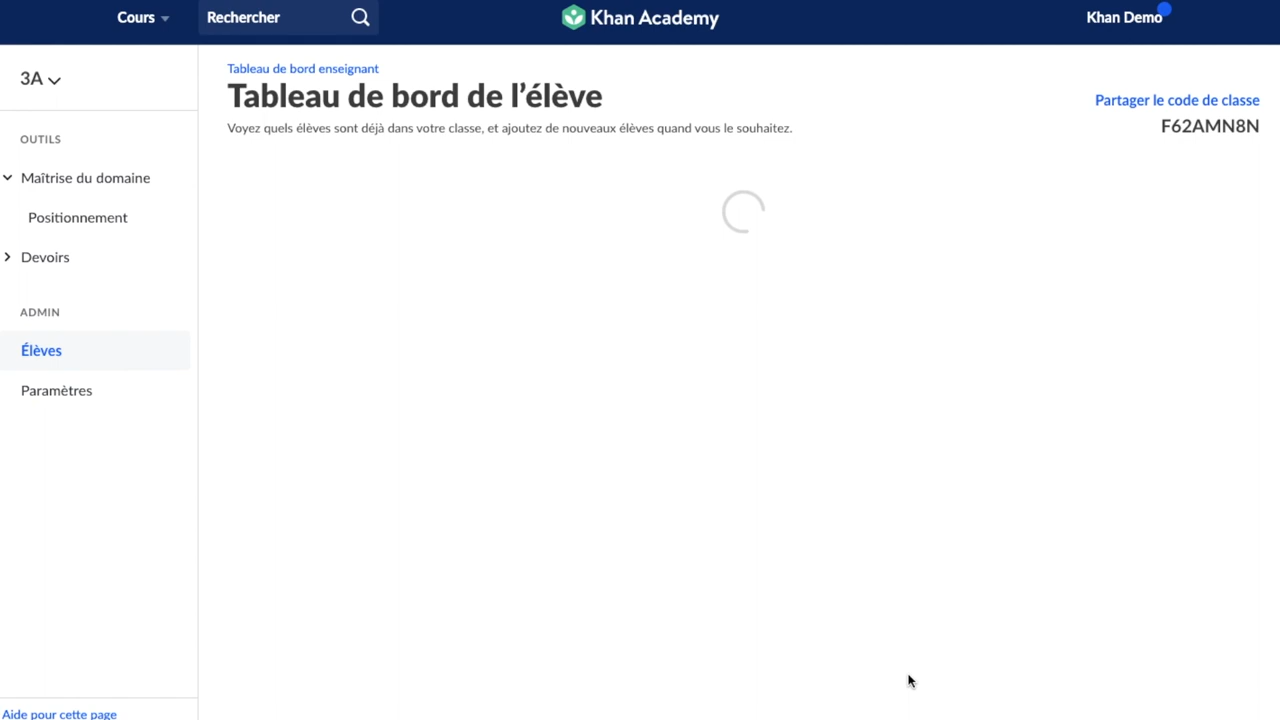 Cours
Rechercher
Khan Academy
Khan Demo
3A
OUTILS
Maîtrise du domaine
Positionnement
Devoirs
ADMIN
Élèves
Paramètres
Aide pour cette page
Tableau de bord enseignant
Tableau de bord de l’élève
Voyez quels élèves sont déjà dans votre classe, et ajoutez de nouveaux élèves quand vous le souhaitez.
Partager le code de classe
F62AMN8N